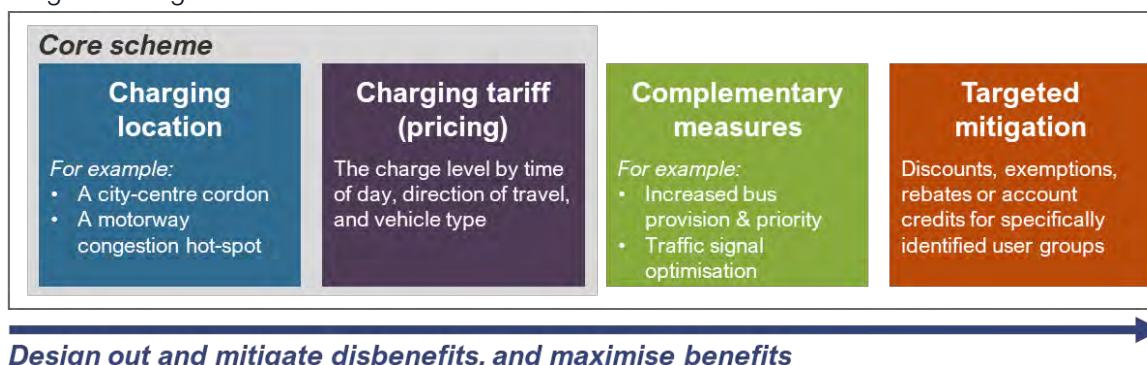 Core scheme
Charging
location
For example:
• A city-centre cordon
• A motorway
congestion hot-spot
Charging tariff
(pricing)
The charge level by time
of day, direction of travel,
and vehicle type
Complementary
measures
For example:
• Increased bus
provision & priority
• Traffic signal
optimisation
Targeted
mitigation
Discounts, exemptions,
rebates or account
credits for specifically
identified user groups
Design out and mitigate disbenefits, and maximise benefits